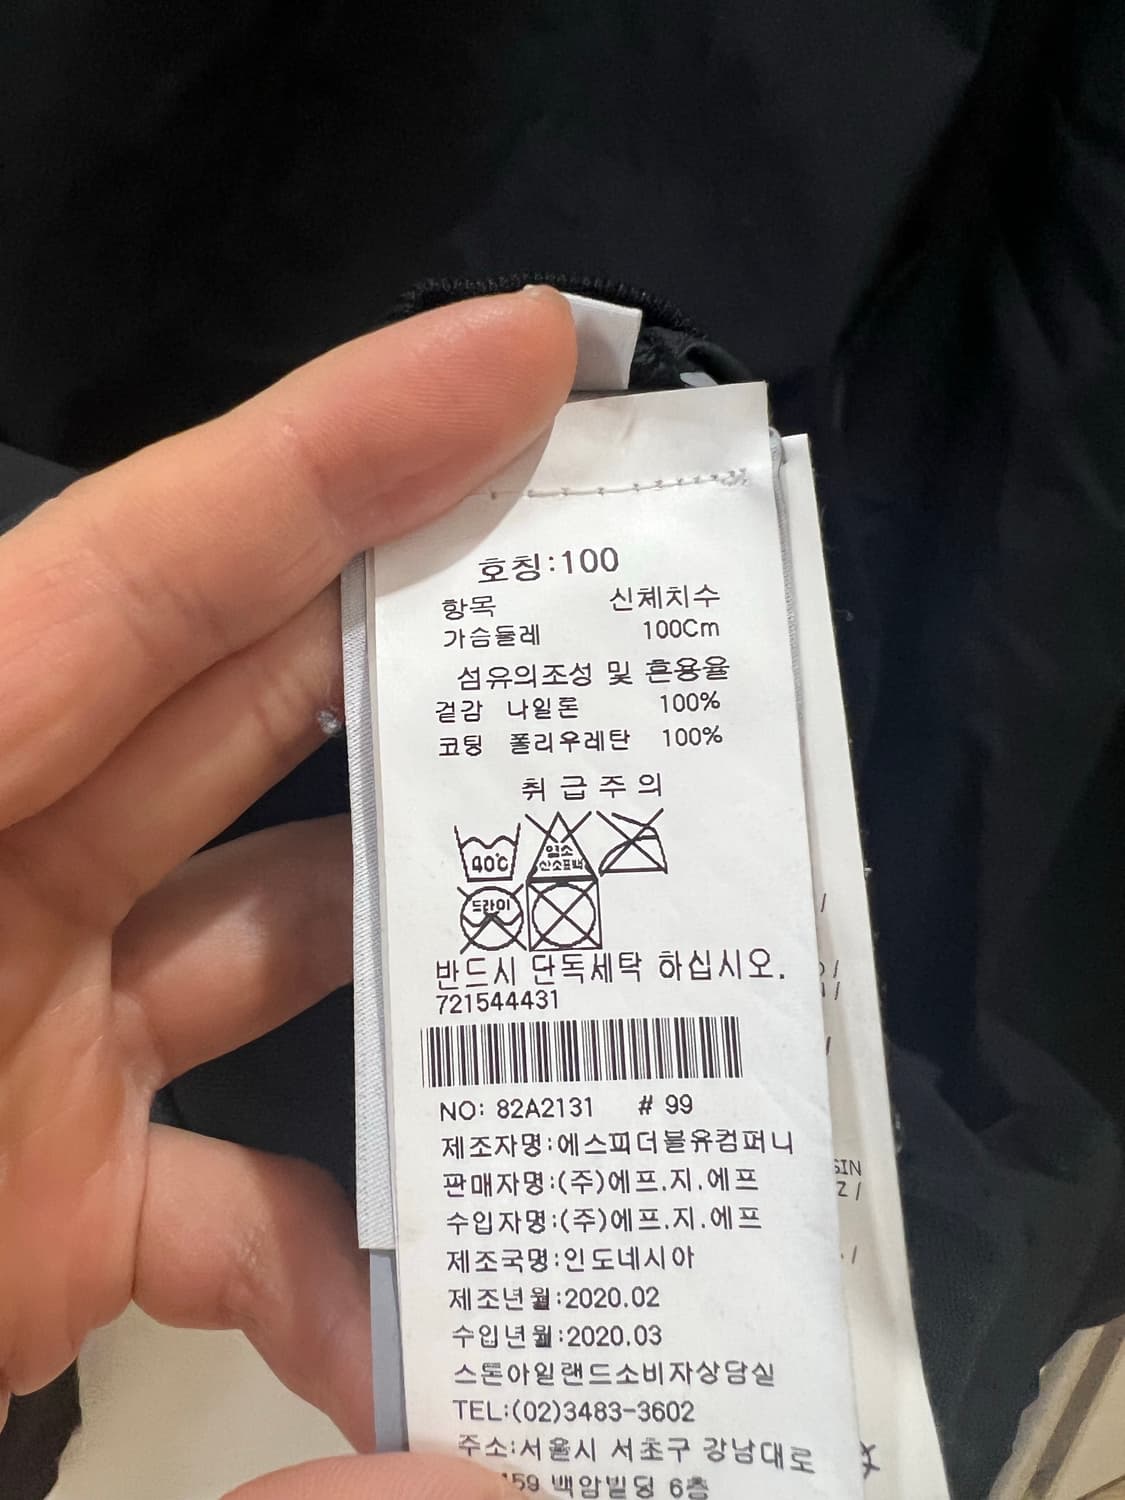 호칭:100
항목 신체치수
가슴둘레 100Cm
섬유의조성 및 혼용율
겉감 나일론 100%
코팅 폴리우레탄 100%
취급주의
40℃ 염소 산소표백
드라이
반드시 단독세탁 하십시오.
721544431
NO: 82A2131 # 99
제조자명:에스피더블유컴퍼니
판매자명:(주)에프.지.에프
수입자명:(주)에프.지.에프
제조국명:인도네시아
제조년월:2020.02
수입년월:2020.03
스톤아일랜드소비자상담실
TEL:(02)3483-3602
주소:서울시 서초구 강남대로
159 백암빌딩 6층